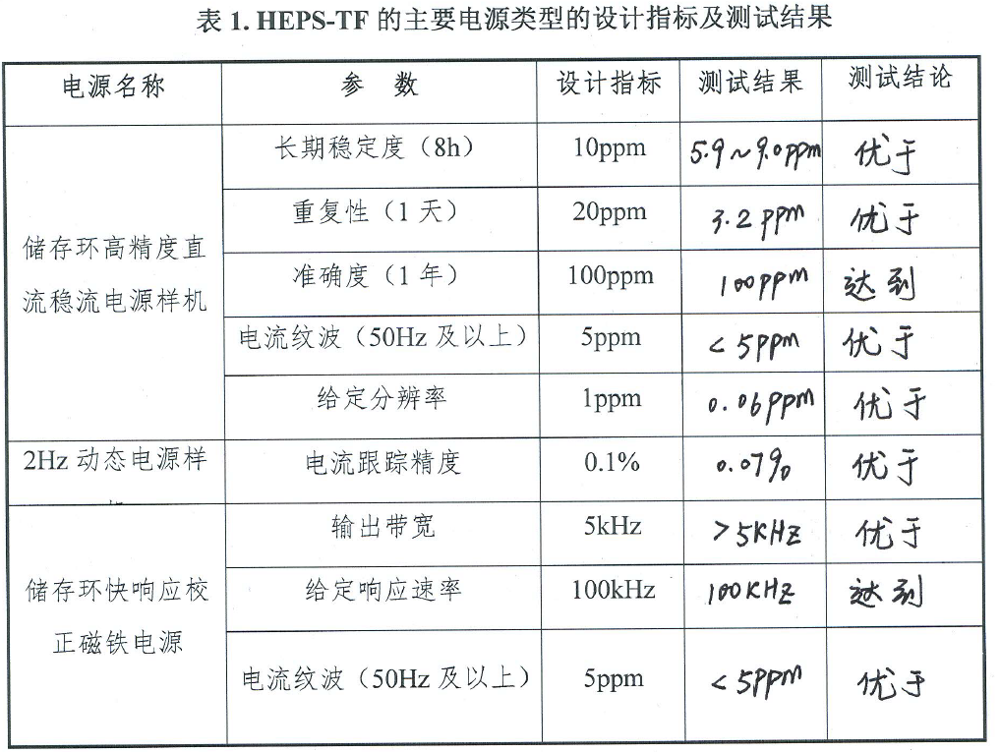 表 1. HEPS-TF 的主要电源类型的设计指标及测试结果
电源名称 参 数 设计指标 测试结果 测试结论
储存环高精度直
流稳流电源样机
长期稳定度（8h） 10ppm 5.9~9.0ppm 优于
重复性（1 天） 20ppm 3.2ppm 优于
准确度（1 年） 100ppm 100ppm 达到
电流纹波（50Hz 及以上） 5ppm <5ppm 优于
给定分辨率 1ppm 0.06ppm 优于
2Hz 动态电源样 电流跟踪精度 0.1% 0.07% 优于
储存环快响应校
正磁铁电源
输出带宽 5kHz >5KHz 优于
给定响应速率 100kHz 100KHz 达到
电流纹波（50Hz 及以上） 5ppm <5ppm 优于